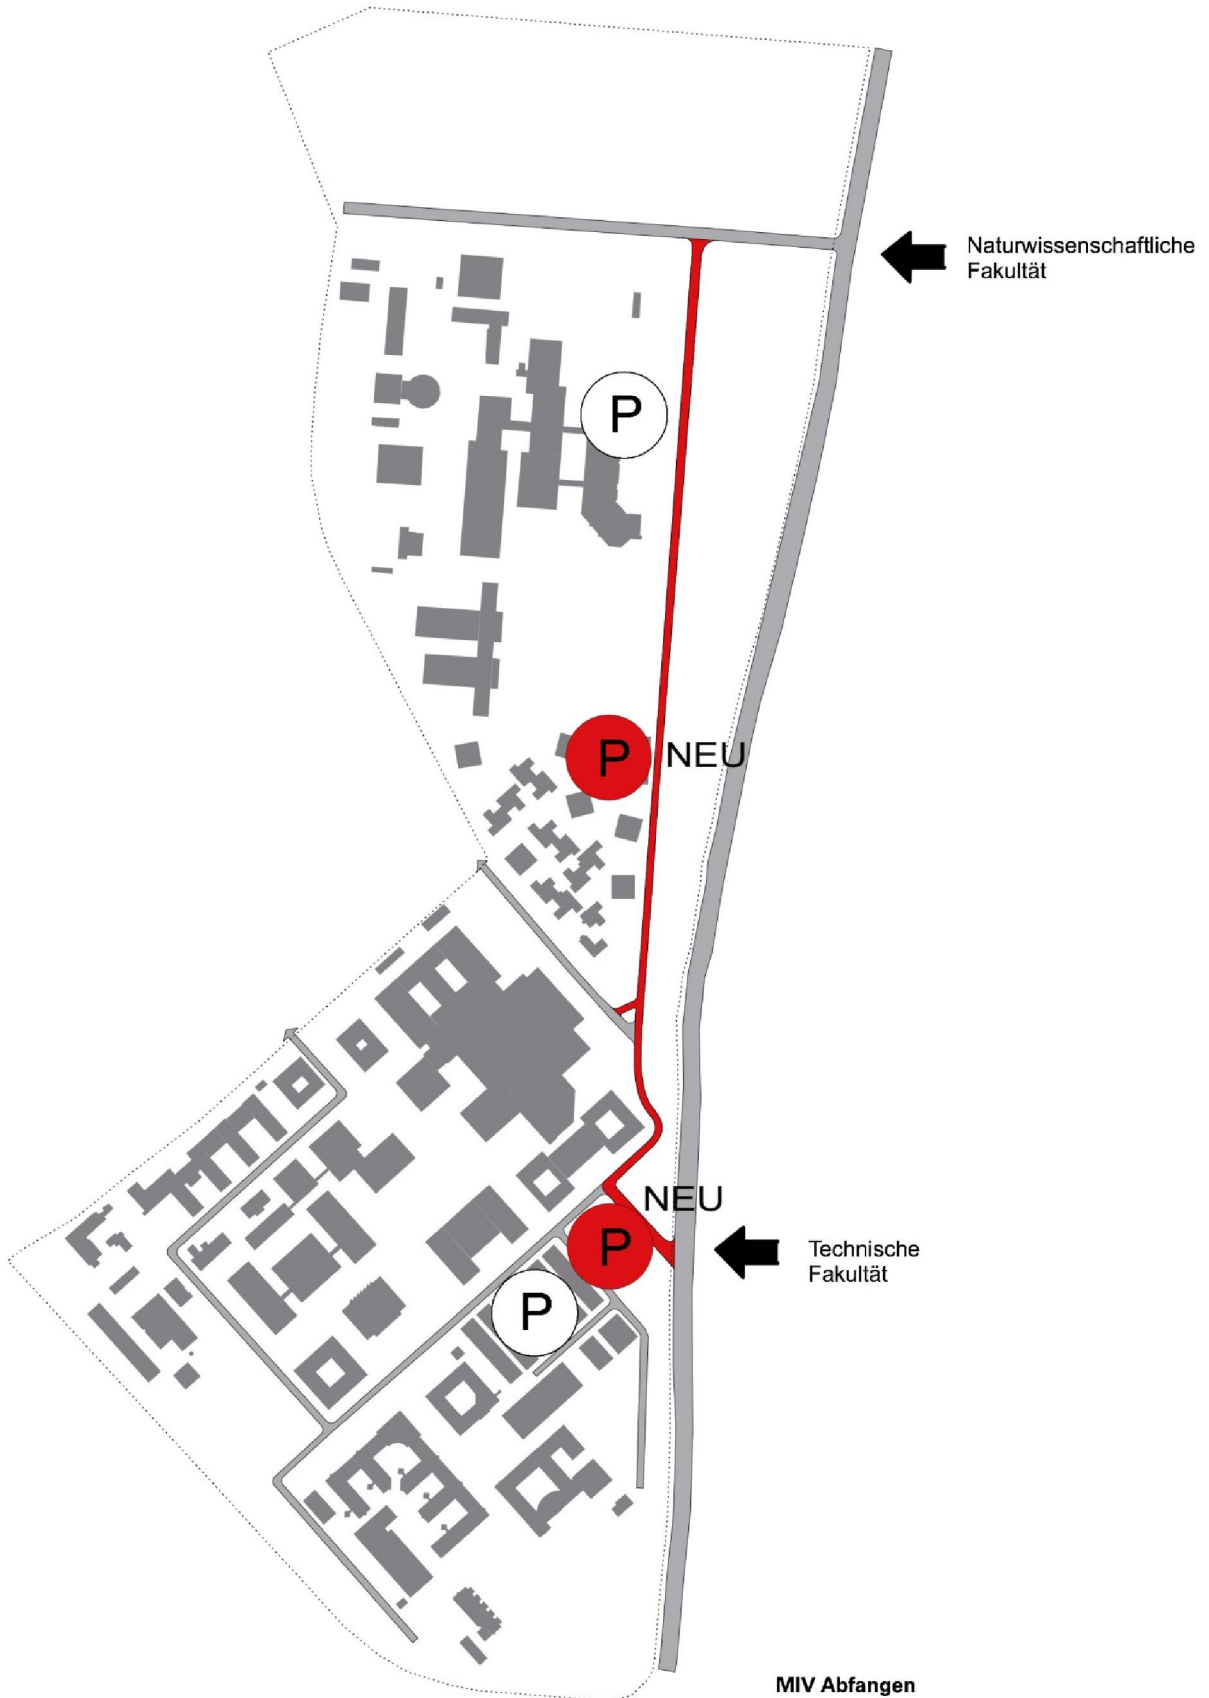 Naturwissenschaftliche
Fakultät
P
P NEU
NEU
P
Technische
Fakultät
P
MIV Abfangen